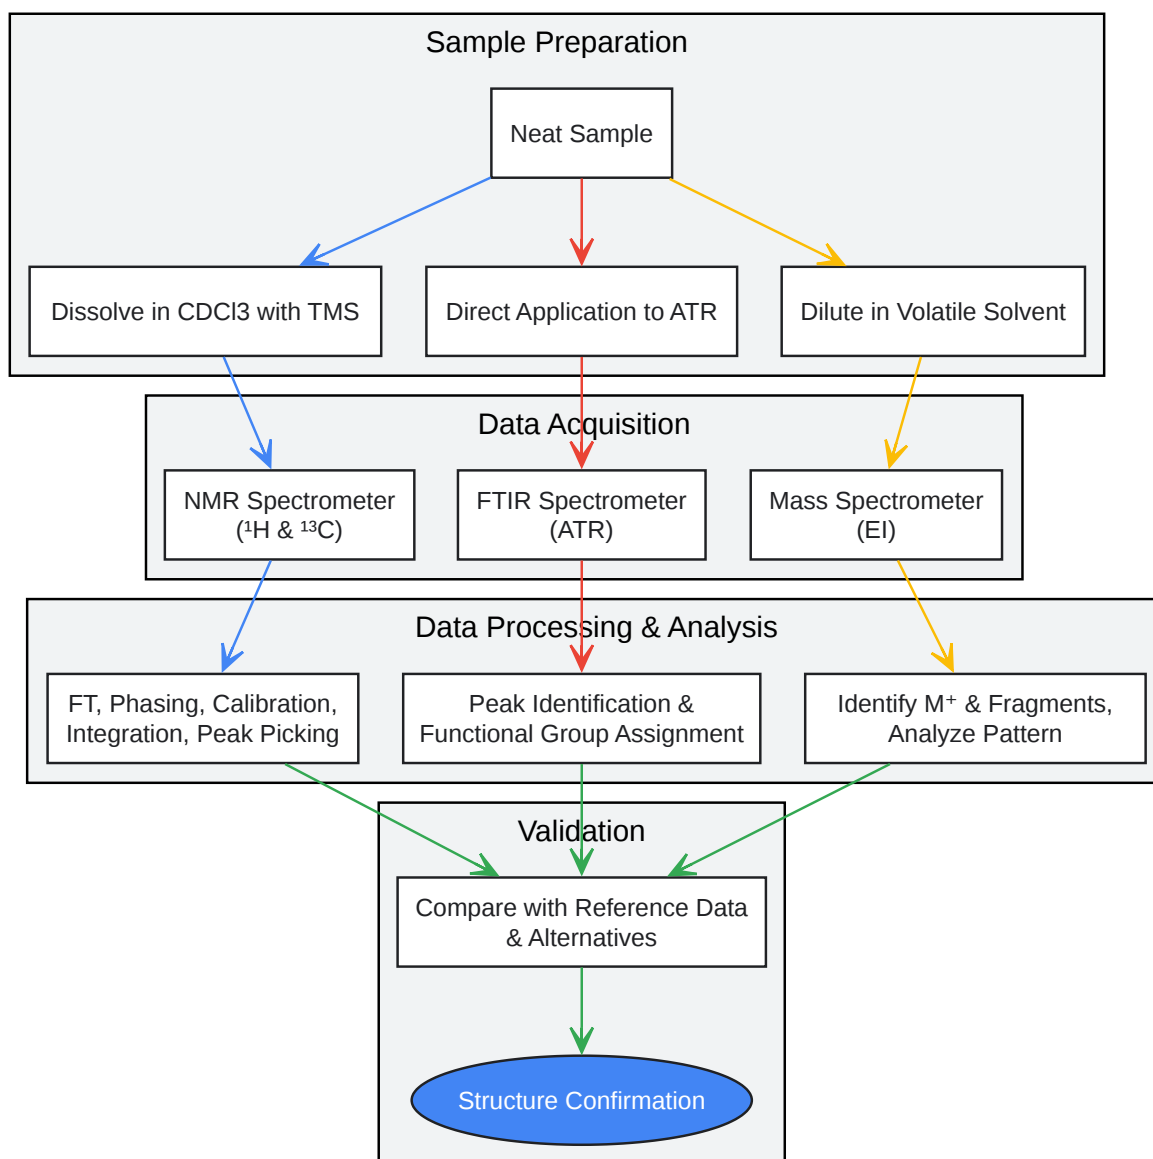 Sample Preparation
Neat Sample
Dissolve in CDCl3 with TMS
Direct Application to ATR
Dilute in Volatile Solvent
Data Acquisition
NMR Spectrometer
(¹H & ¹³C)
FTIR Spectrometer
(ATR)
Mass Spectrometer
(EI)
Data Processing & Analysis
FT, Phasing, Calibration,
Integration, Peak Picking
Peak Identification &
Functional Group Assignment
Identify M⁺ & Fragments,
Analyze Pattern
Validation
Compare with Reference Data
& Alternatives
Structure Confirmation